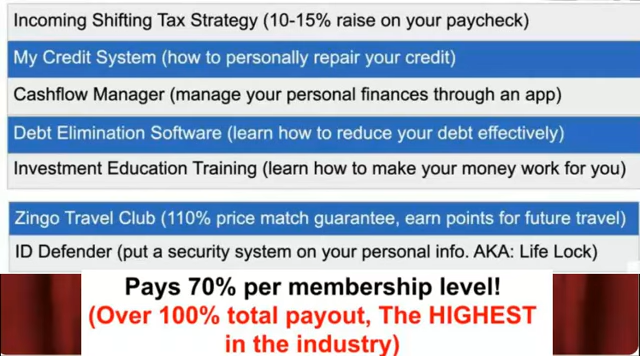 Incoming Shifting Tax Strategy (10-15% raise on your paycheck)
My Credit System (how to personally repair your credit)
Cashflow Manager (manage your personal finances through an app)
Debt Elimination Software (learn how to reduce your debt effectively)
Investment Education Training (learn how to make your money work for you)
Zingo Travel Club (110% price match guarantee, earn points for future travel)
ID Defender (put a security system on your personal info. AKA: Life Lock)
Pays 70% per membership level!
(Over 100% total payout, The HIGHEST
in the industry)